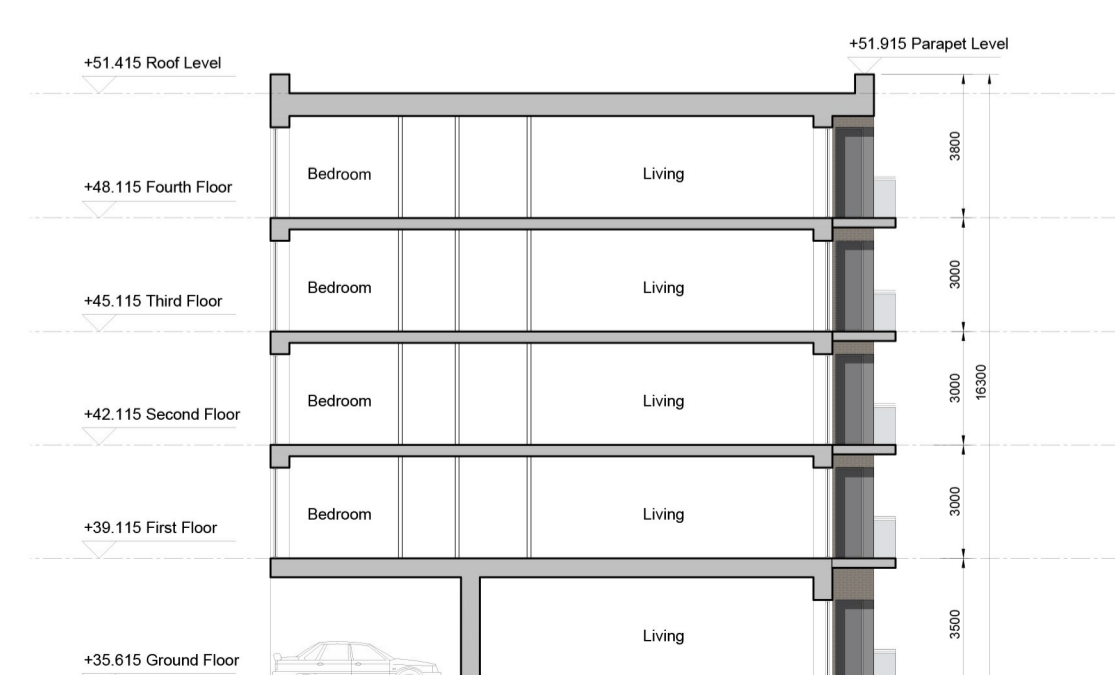 +51.915 Parapet Level
+51.415 Roof Level
3800
Bedroom
Living
+48.115 Fourth Floor
3000
Bedroom
Living
+45.115 Third Floor
3000
16300
Bedroom
Living
+42.115 Second Floor
3000
Bedroom
Living
+39.115 First Floor
3500
Living
+35.615 Ground Floor